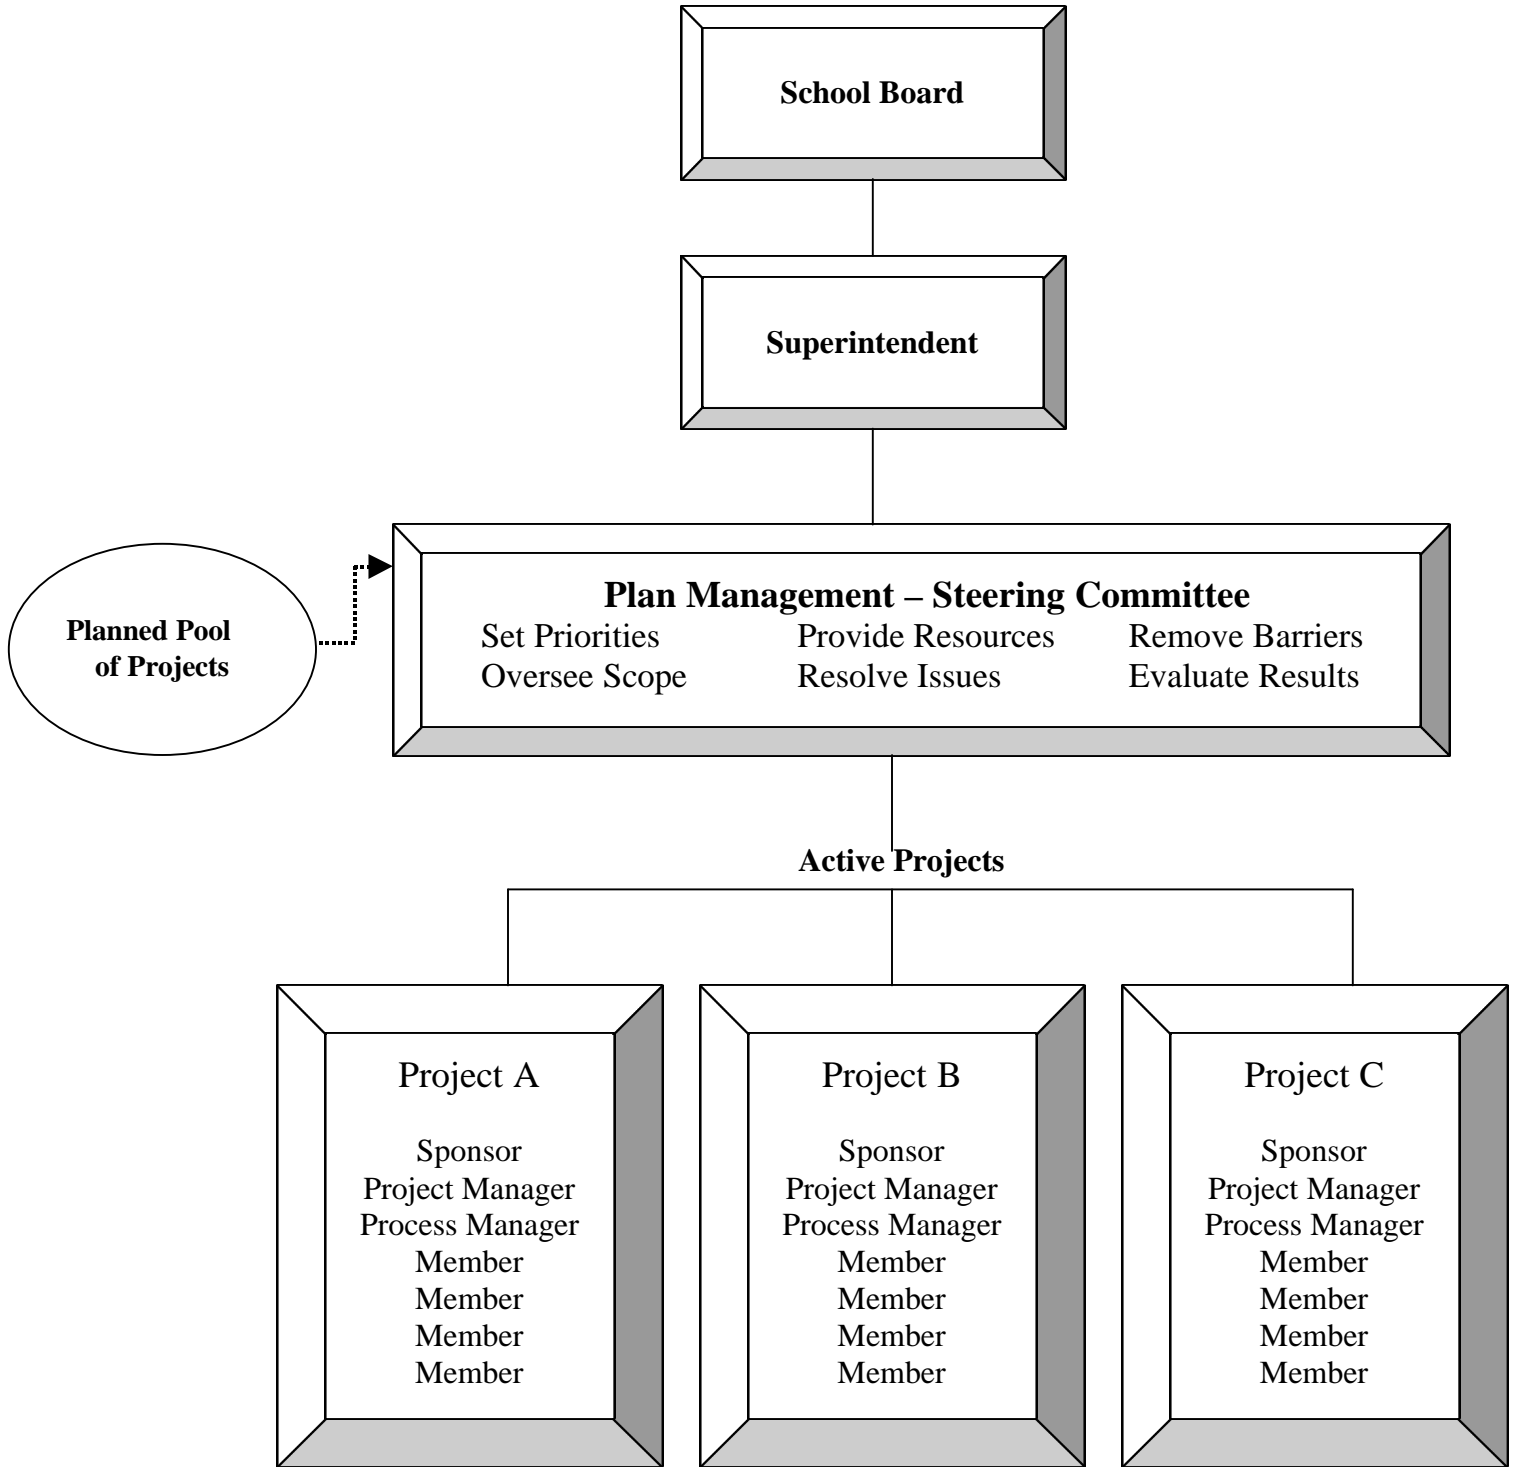 School Board
Superintendent
Planned Pool
of Projects
Plan Management – Steering Committee
Set Priorities Provide Resources Remove Barriers
Oversee Scope Resolve Issues Evaluate Results
Active Projects
Project A
Sponsor
Project Manager
Process Manager
Member
Member
Member
Member
Project B
Sponsor
Project Manager
Process Manager
Member
Member
Member
Member
Project C
Sponsor
Project Manager
Process Manager
Member
Member
Member
Member